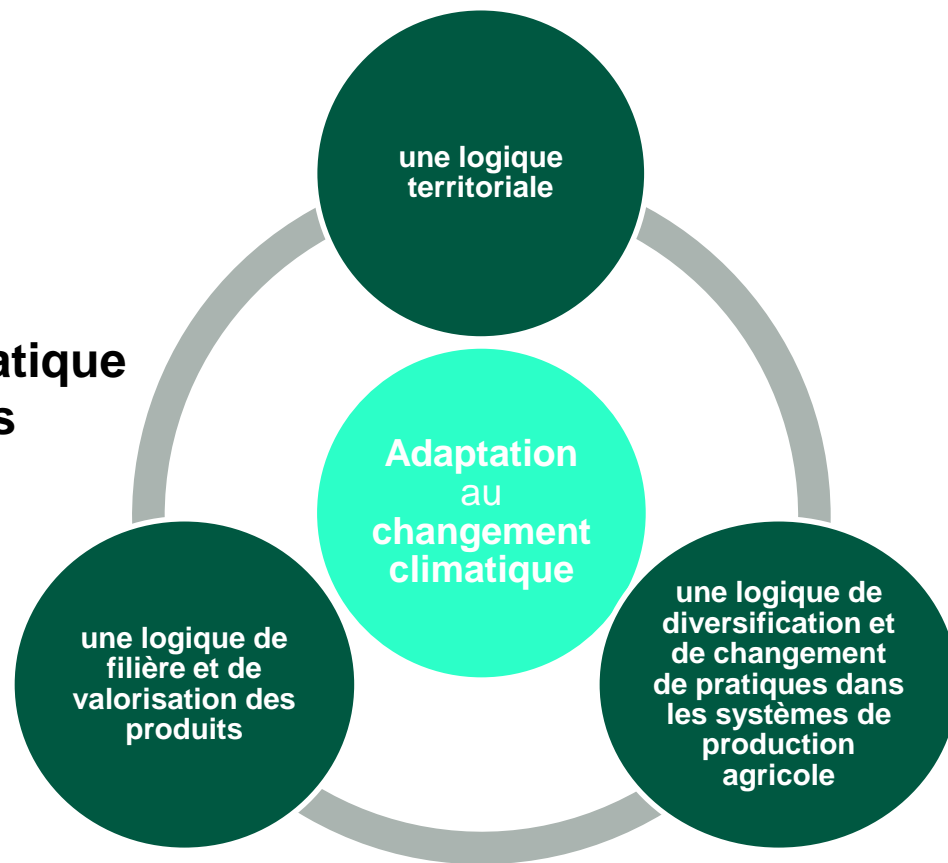 une logique
territoriale
atique
s
Adaptation
au
changement
climatique
une logique de
filière et de
valorisation des
produits
une logique de
diversification et
de changement
de pratiques dans
les systèmes de
production
agricole